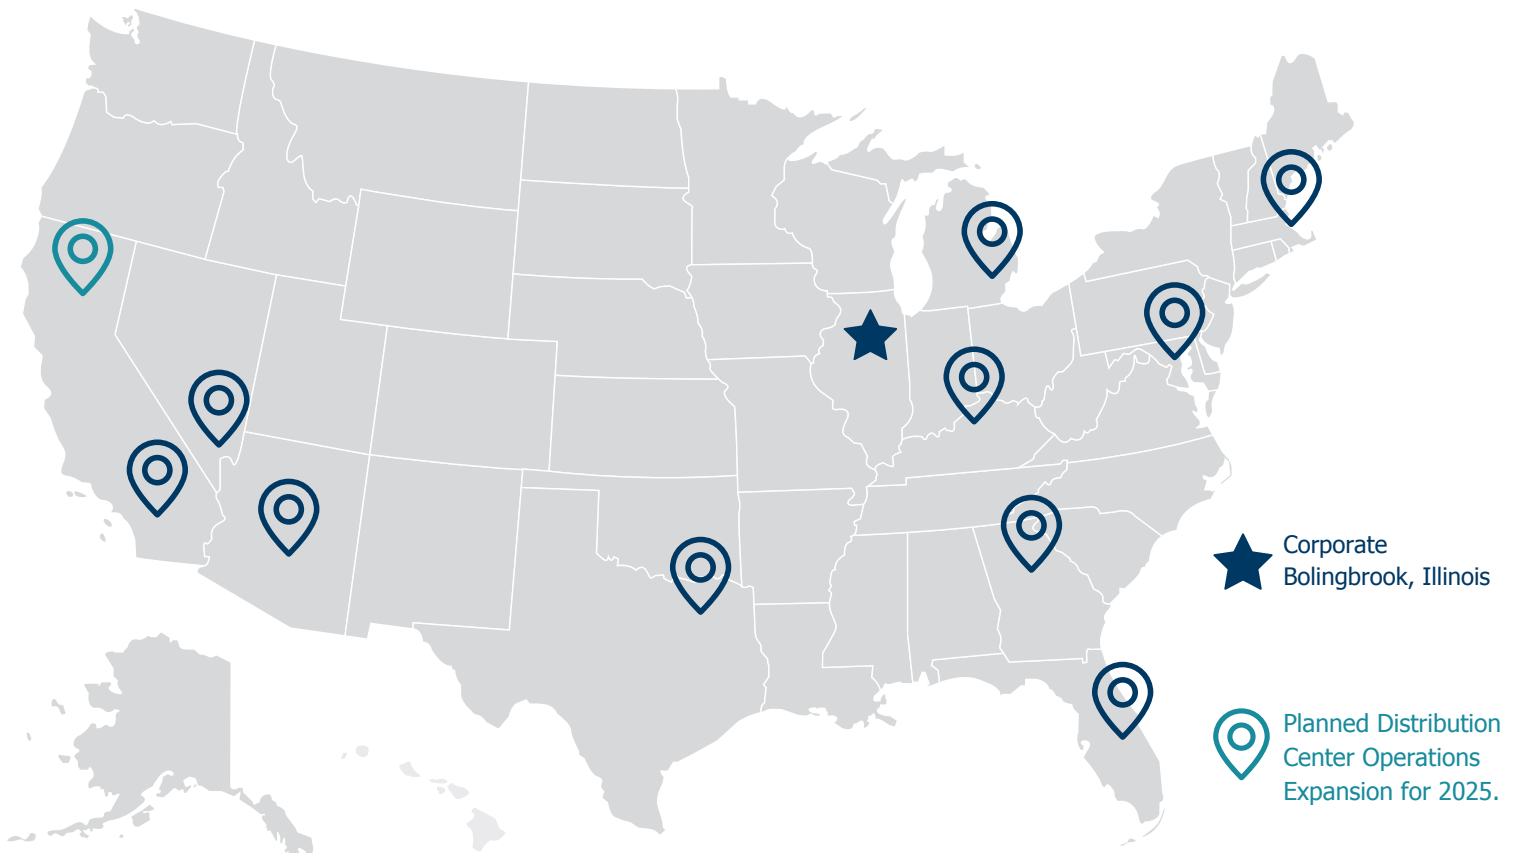 Corporate
Bolingbrook, Illinois
Planned Distribution
Center Operations
Expansion for 2025.